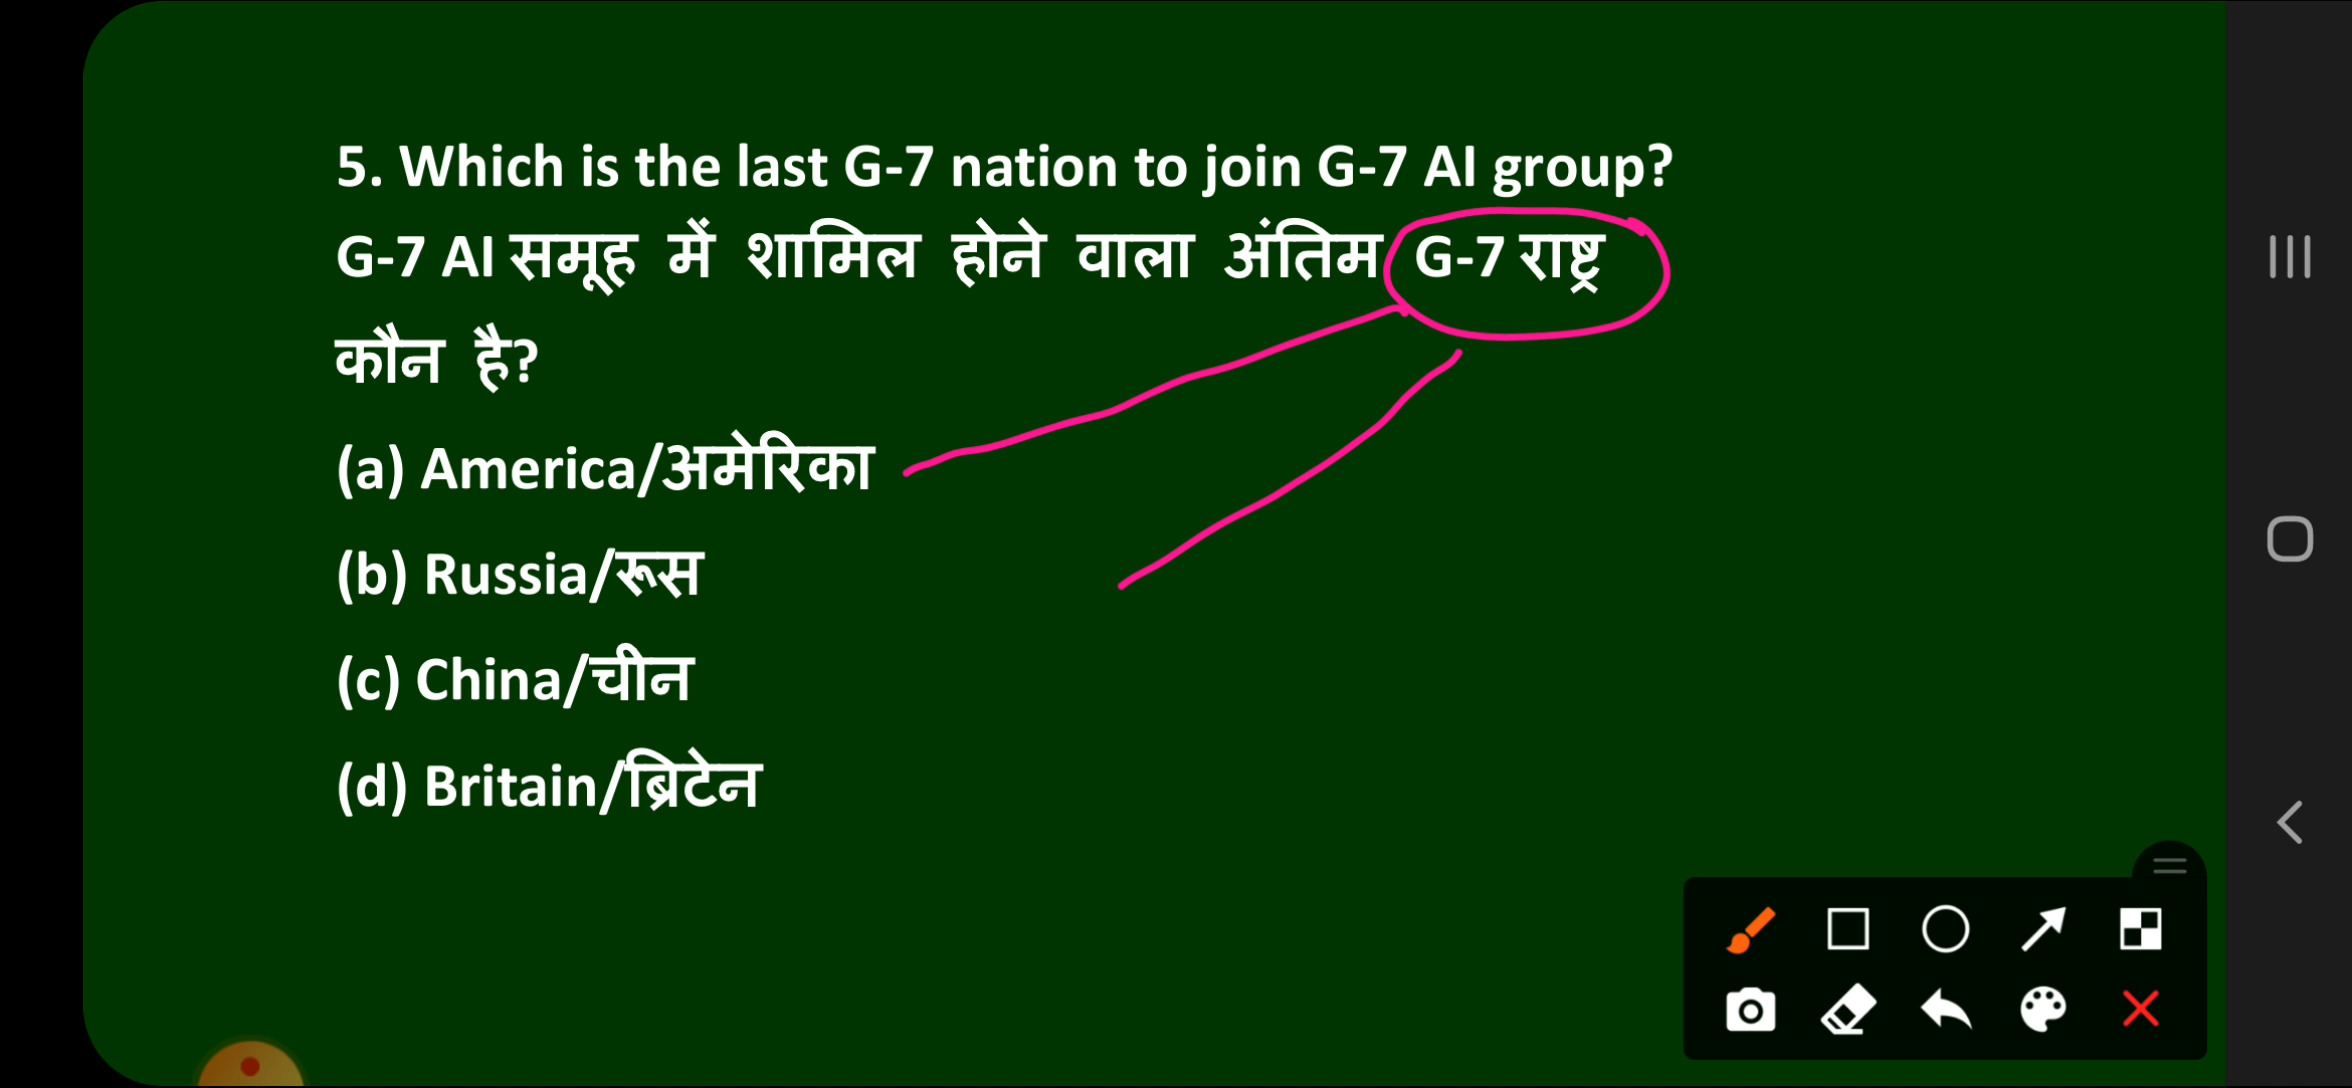 5. Which is the last G-7 nation to join G-7 AI group?
G-7 AI समूह में शामिल होने वाला अंतिम G-7 राष्ट्र
कौन है?
(a) America/अमेरिका
(b) Russia/रूस
(c) China/चीन
(d) Britain/ब्रिटेन